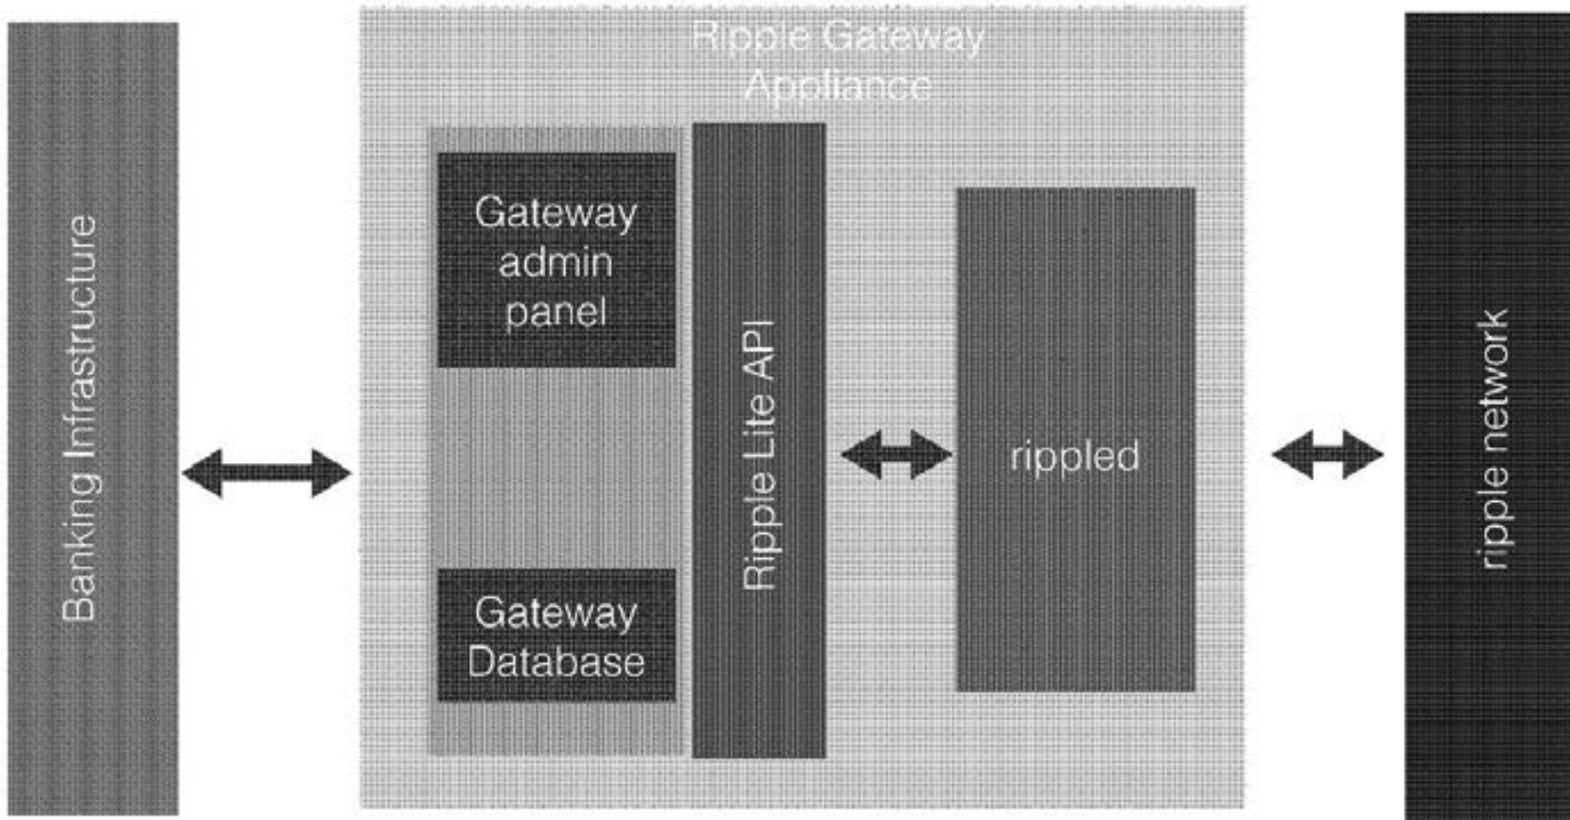 Banking Infrastructure
Ripple Gateway
Appliance
Gateway
admin
panel
Gateway
Database
Ripple Lite API
rippled
ripple network